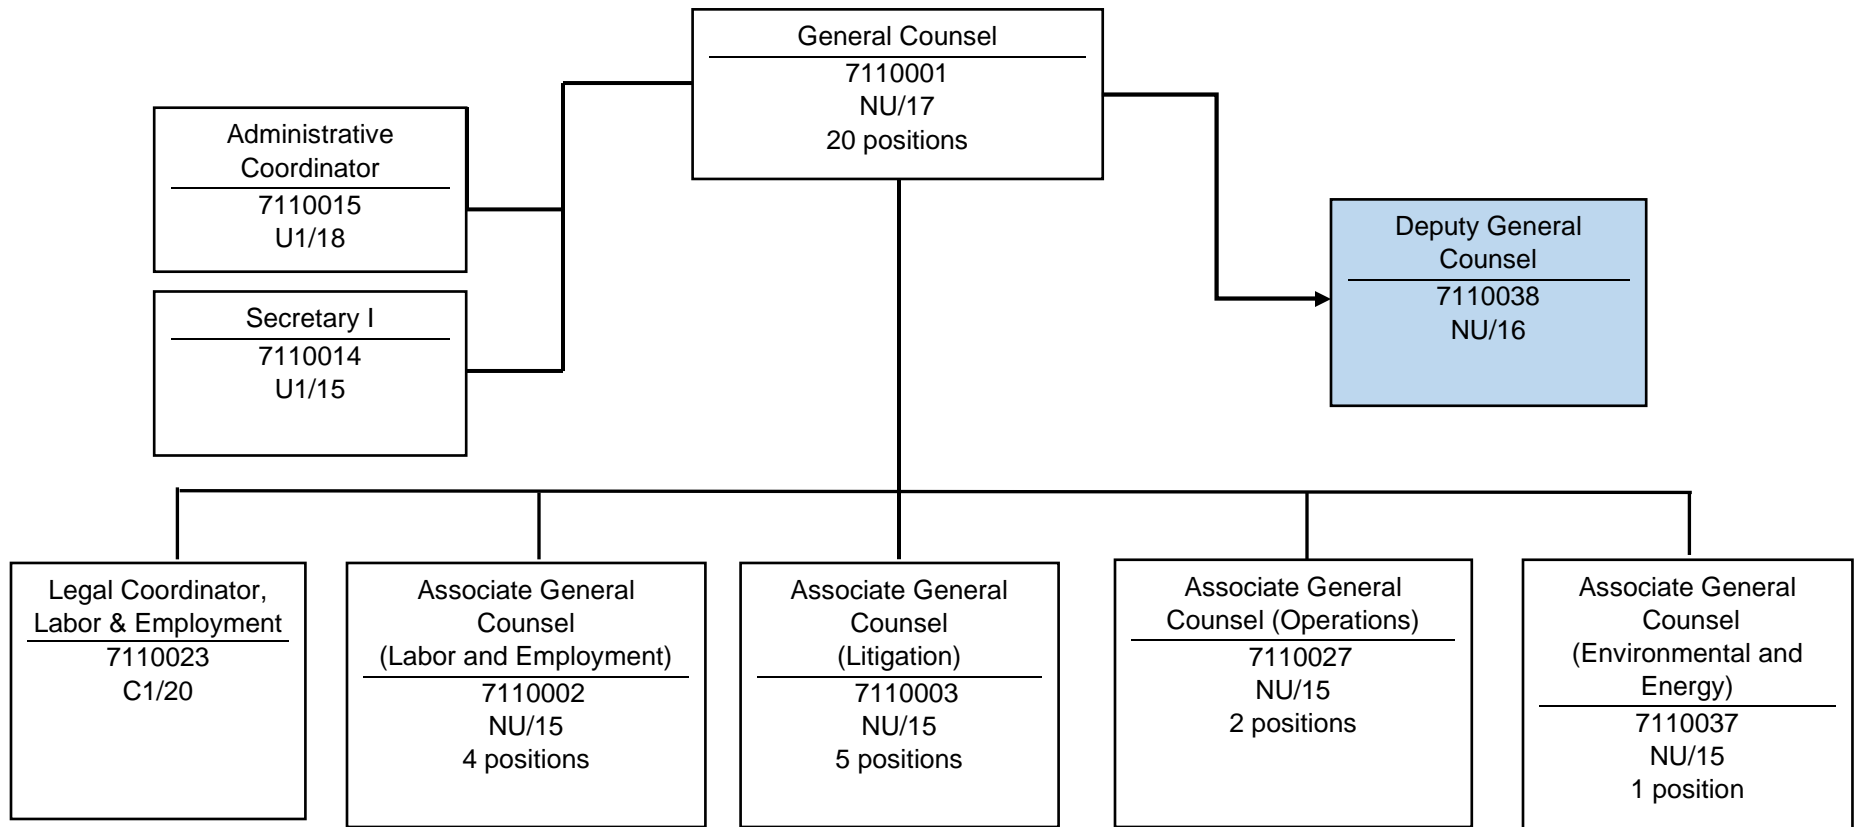 General Counsel
7110001
NU/17
20 positions
Administrative
Coordinator
7110015
U1/18
Secretary I
7110014
U1/15
Deputy General
Counsel
7110038
NU/16
Legal Coordinator,
Labor & Employment
7110023
C1/20
Associate General
Counsel
(Labor and Employment)
7110002
NU/15
4 positions
Associate General
Counsel
(Litigation)
7110003
NU/15
5 positions
Associate General
Counsel (Operations)
7110027
NU/15
2 positions
Associate General
Counsel
(Environmental and
Energy)
7110037
NU/15
1 position